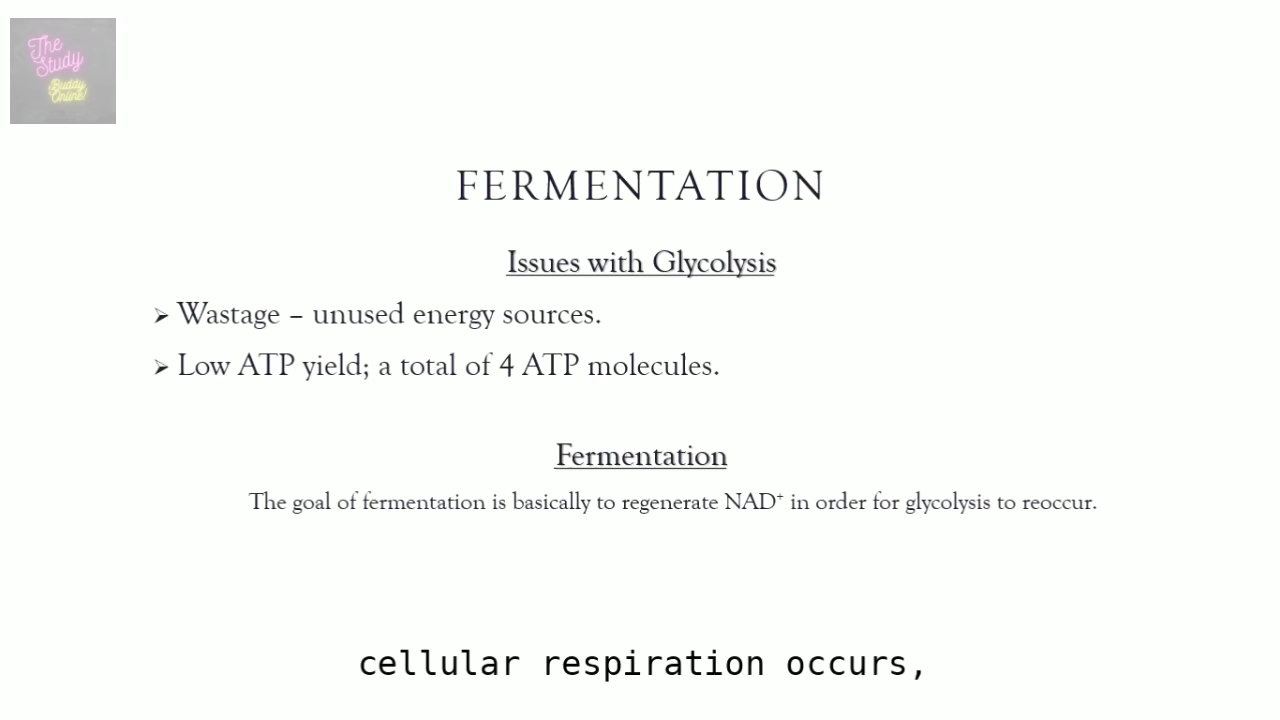 The
Study
Buddy
Online!
FERMENTATION
Issues with Glycolysis
➢ Wastage – unused energy sources.
➢ Low ATP yield; a total of 4 ATP molecules.
Fermentation
The goal of fermentation is basically to regenerate NAD⁺ in order for glycolysis to reoccur.
cellular respiration occurs,